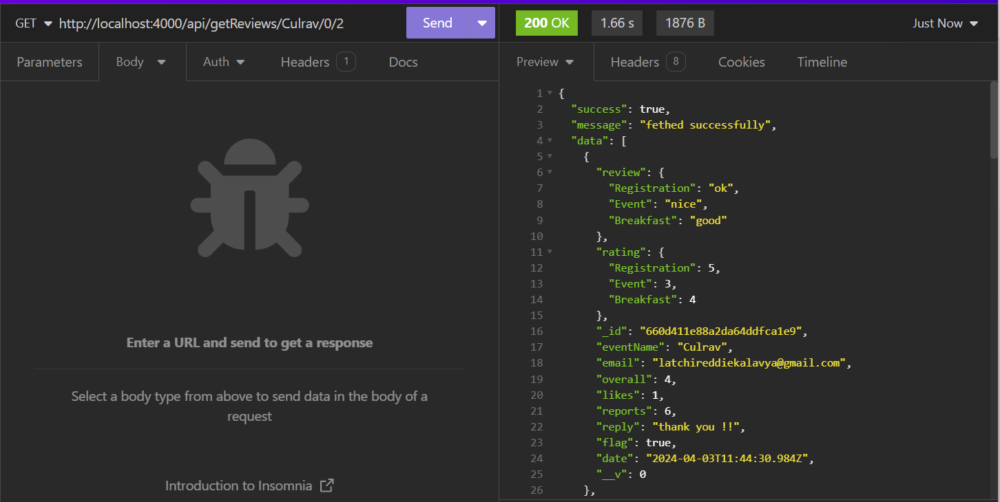 GET http://localhost:4000/api/getReviews/Culrav/0/2 Send
200 OK 1.66 s 1876 B Just Now
Parameters Body Auth Headers 1 Docs
Preview Headers 8 Cookies Timeline
Enter a URL and send to get a response
Select a body type from above to send data in the body of a
request
Introduction to Insomnia
1 {
2 "success": true,
3 "message": "fethed successfully",
4 "data": [
5 {
6 "review": {
7 "Registration": "ok",
8 "Event": "nice",
9 "Breakfast": "good"
10 },
11 "rating": {
12 "Registration": 5,
13 "Event": 3,
14 "Breakfast": 4
15 },
16 "_id": "660d411e88a2da64ddfca1e9",
17 "eventName": "Culrav",
18 "email": "latchireddiekalavya@gmail.com",
19 "overall": 4,
20 "likes": 1,
21 "reports": 6,
22 "reply": "thank you !!",
23 "flag": true,
24 "date": "2024-04-03T11:44:30.984Z",
25 "__v": 0
26 },